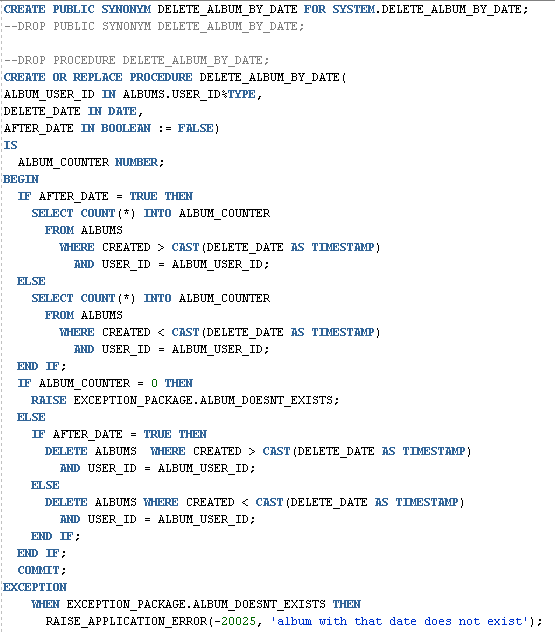 CREATE PUBLIC SYNONYM DELETE_ALBUM_BY_DATE FOR SYSTEM.DELETE_ALBUM_BY_DATE;
--DROP PUBLIC SYNONYM DELETE_ALBUM_BY_DATE;

--DROP PROCEDURE DELETE_ALBUM_BY_DATE;
CREATE OR REPLACE PROCEDURE DELETE_ALBUM_BY_DATE(
ALBUM_USER_ID IN ALBUMS.USER_ID%TYPE,
DELETE_DATE IN DATE,
AFTER_DATE IN BOOLEAN := FALSE)
IS
  ALBUM_COUNTER NUMBER;
BEGIN
  IF AFTER_DATE = TRUE THEN
    SELECT COUNT(*) INTO ALBUM_COUNTER
      FROM ALBUMS
        WHERE CREATED > CAST(DELETE_DATE AS TIMESTAMP)
          AND USER_ID = ALBUM_USER_ID;
  ELSE
    SELECT COUNT(*) INTO ALBUM_COUNTER
      FROM ALBUMS
        WHERE CREATED < CAST(DELETE_DATE AS TIMESTAMP)
          AND USER_ID = ALBUM_USER_ID;
  END IF;
  IF ALBUM_COUNTER = 0 THEN
    RAISE EXCEPTION_PACKAGE.ALBUM_DOESNT_EXISTS;
  ELSE
    IF AFTER_DATE = TRUE THEN
      DELETE ALBUMS  WHERE CREATED > CAST(DELETE_DATE AS TIMESTAMP)
        AND USER_ID = ALBUM_USER_ID;
    ELSE
      DELETE ALBUMS WHERE CREATED < CAST(DELETE_DATE AS TIMESTAMP)
        AND USER_ID = ALBUM_USER_ID;
    END IF;
  END IF;
  COMMIT;
EXCEPTION
    WHEN EXCEPTION_PACKAGE.ALBUM_DOESNT_EXISTS THEN
      RAISE_APPLICATION_ERROR(-20025, 'album with that date does not exist');